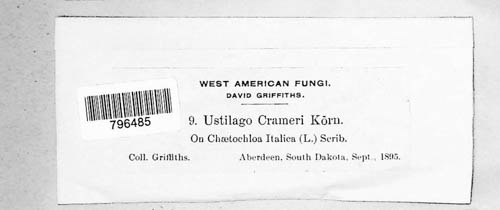 WEST AMERICAN FUNGI.
DAVID GRIFFITHS.
796485
9. Ustilago Crameri Körn.
On Chætochloa Italica (L.) Scrib.
Coll. Griffiths. Aberdeen, South Dakota, Sept., 1895.